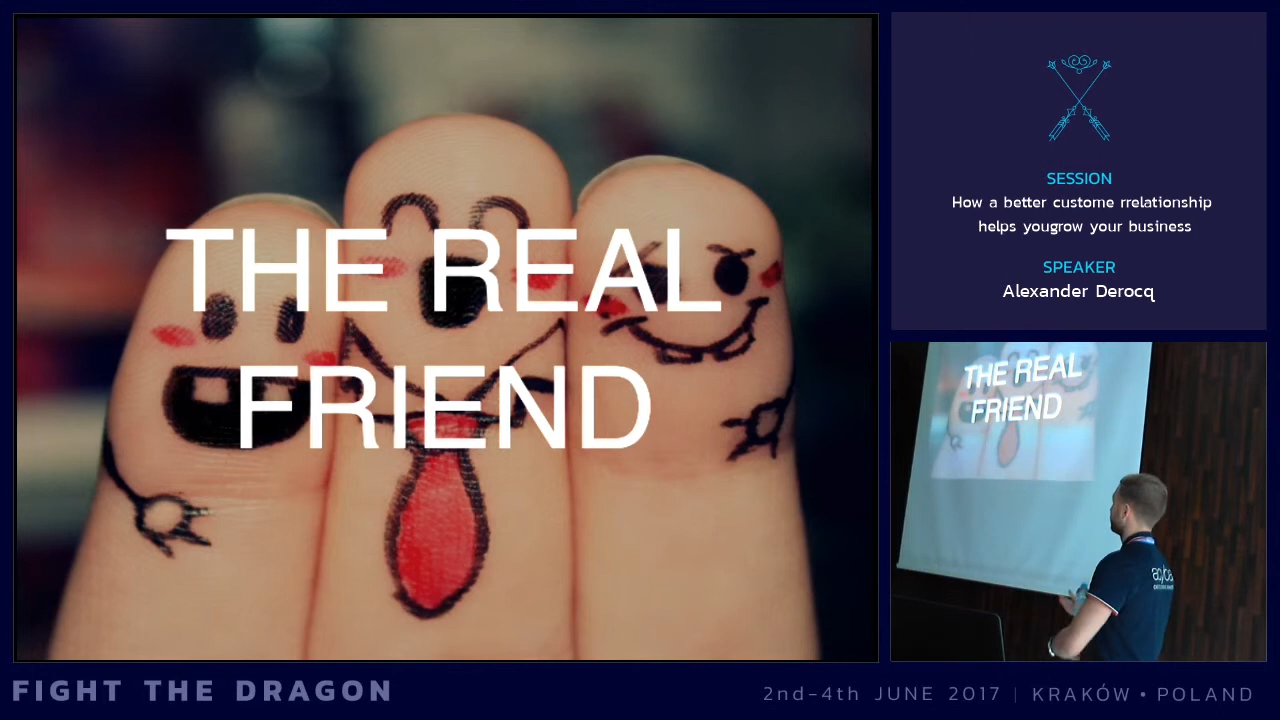 THE REAL
FRIEND
SESSION
How a better custome rrelationship
helps yougrow your business
SPEAKER
Alexander Derocq
THE REAL
FRIEND
FIGHT THE DRAGON
2nd-4th JUNE 2017 | KRAKÓW • POLAND